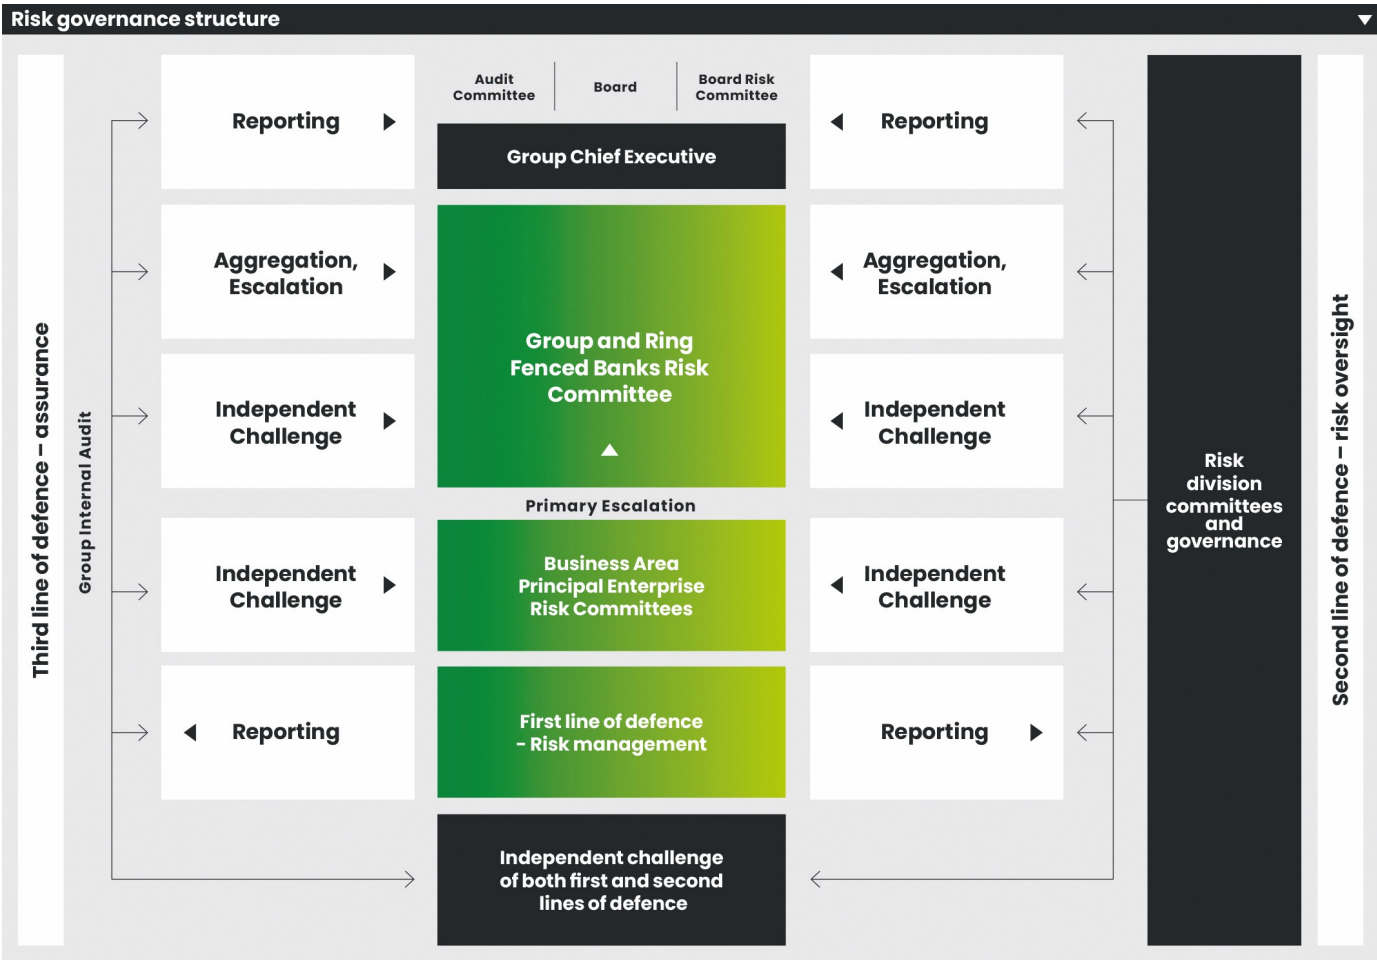 Risk governance structure
Third line of defence – assurance
Group Internal Audit
Reporting
Aggregation,
Escalation
Independent
Challenge
Independent
Challenge
Reporting
Audit
Committee
Board
Board Risk
Committee
Group Chief Executive
Group and Ring
Fenced Banks Risk
Committee
Primary Escalation
Business Area
Principal Enterprise
Risk Committees
First line of defence
– Risk management
Independent challenge
of both first and second
lines of defence
Reporting
Aggregation,
Escalation
Independent
Challenge
Independent
Challenge
Reporting
Risk
division
committees
and
governance
Second line of defence – risk oversight